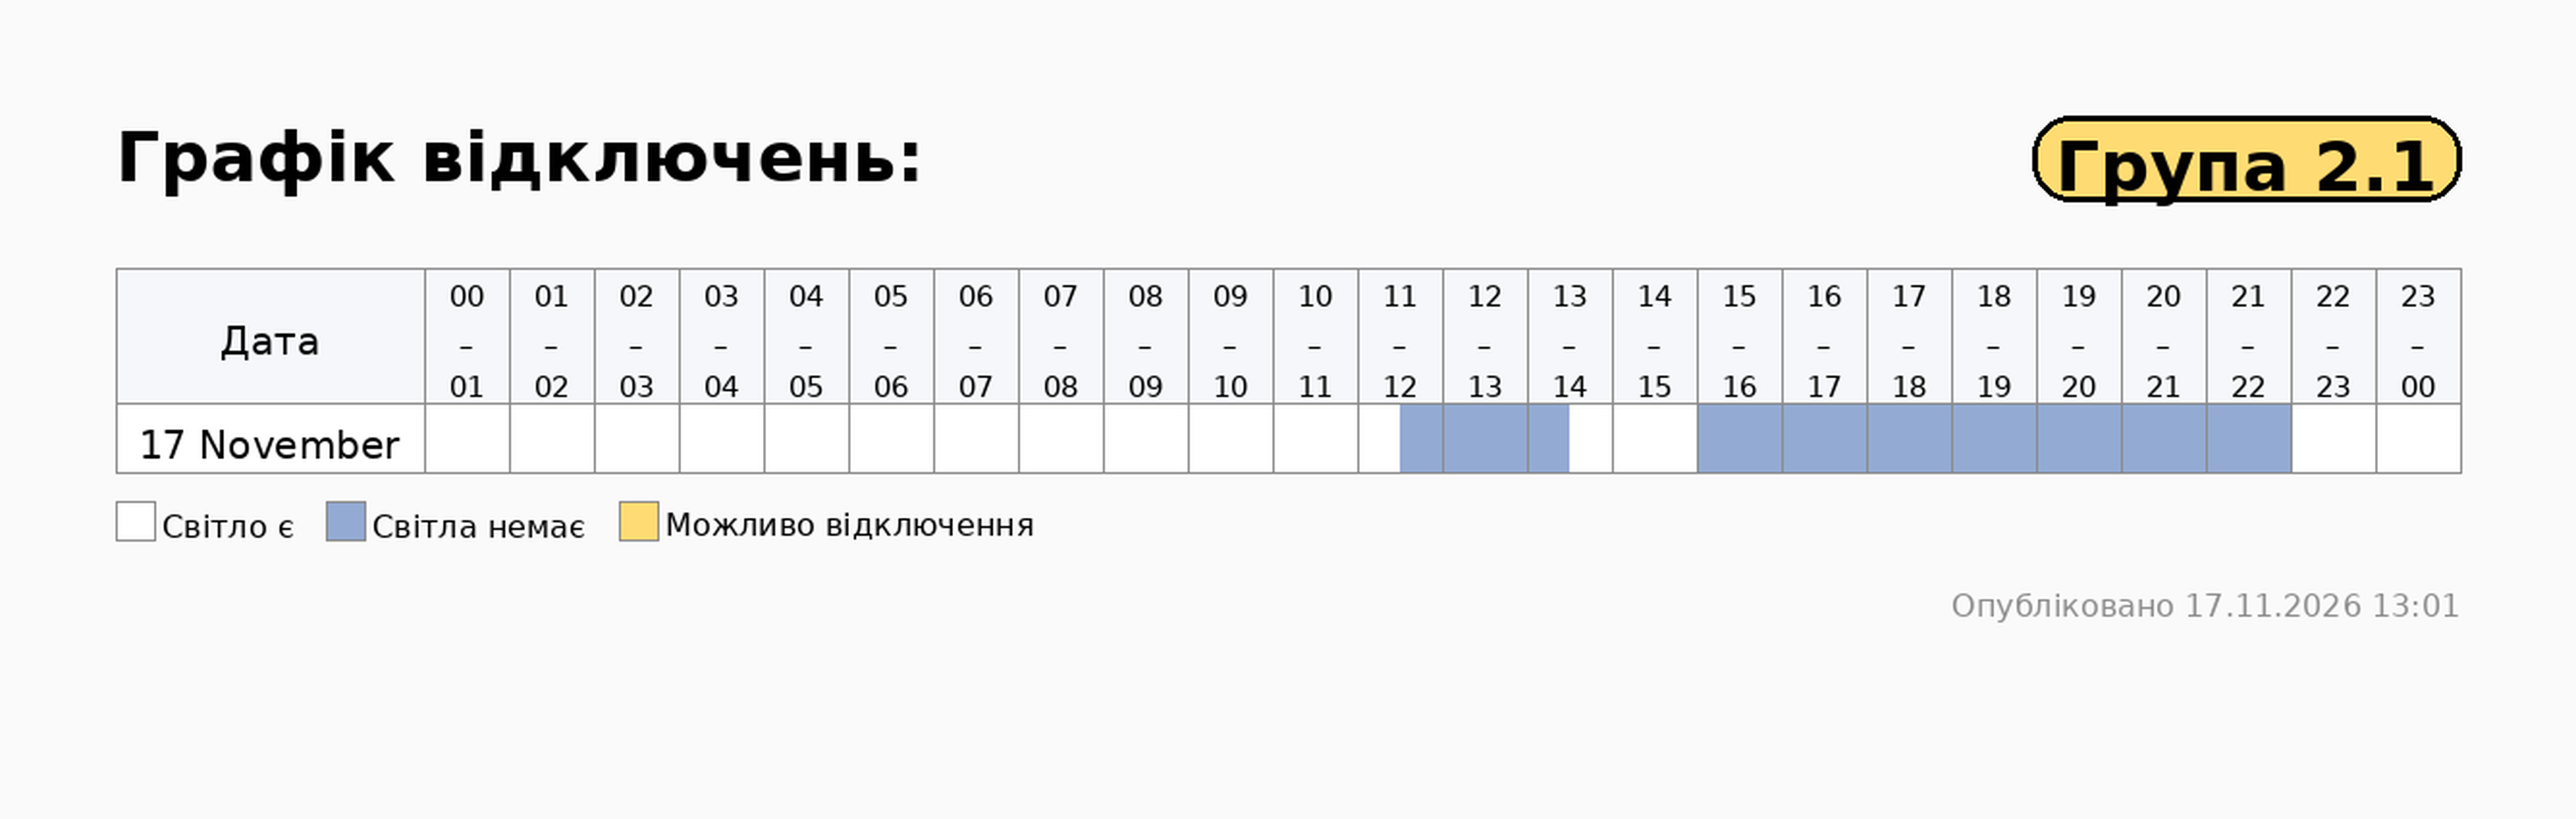 Графік відключень:
Група 2.1
Дата 00 – 01 01 – 02 02 – 03 03 – 04 04 – 05 05 – 06 06 – 07 07 – 08 08 – 09 09 – 10 10 – 11 11 – 12 12 – 13 13 – 14 14 – 15 15 – 16 16 – 17 17 – 18 18 – 19 19 – 20 20 – 21 21 – 22 22 – 23 23 – 00
17 November
Світло є Світла немає Можливо відключення
Опубліковано 17.11.2026 13:01